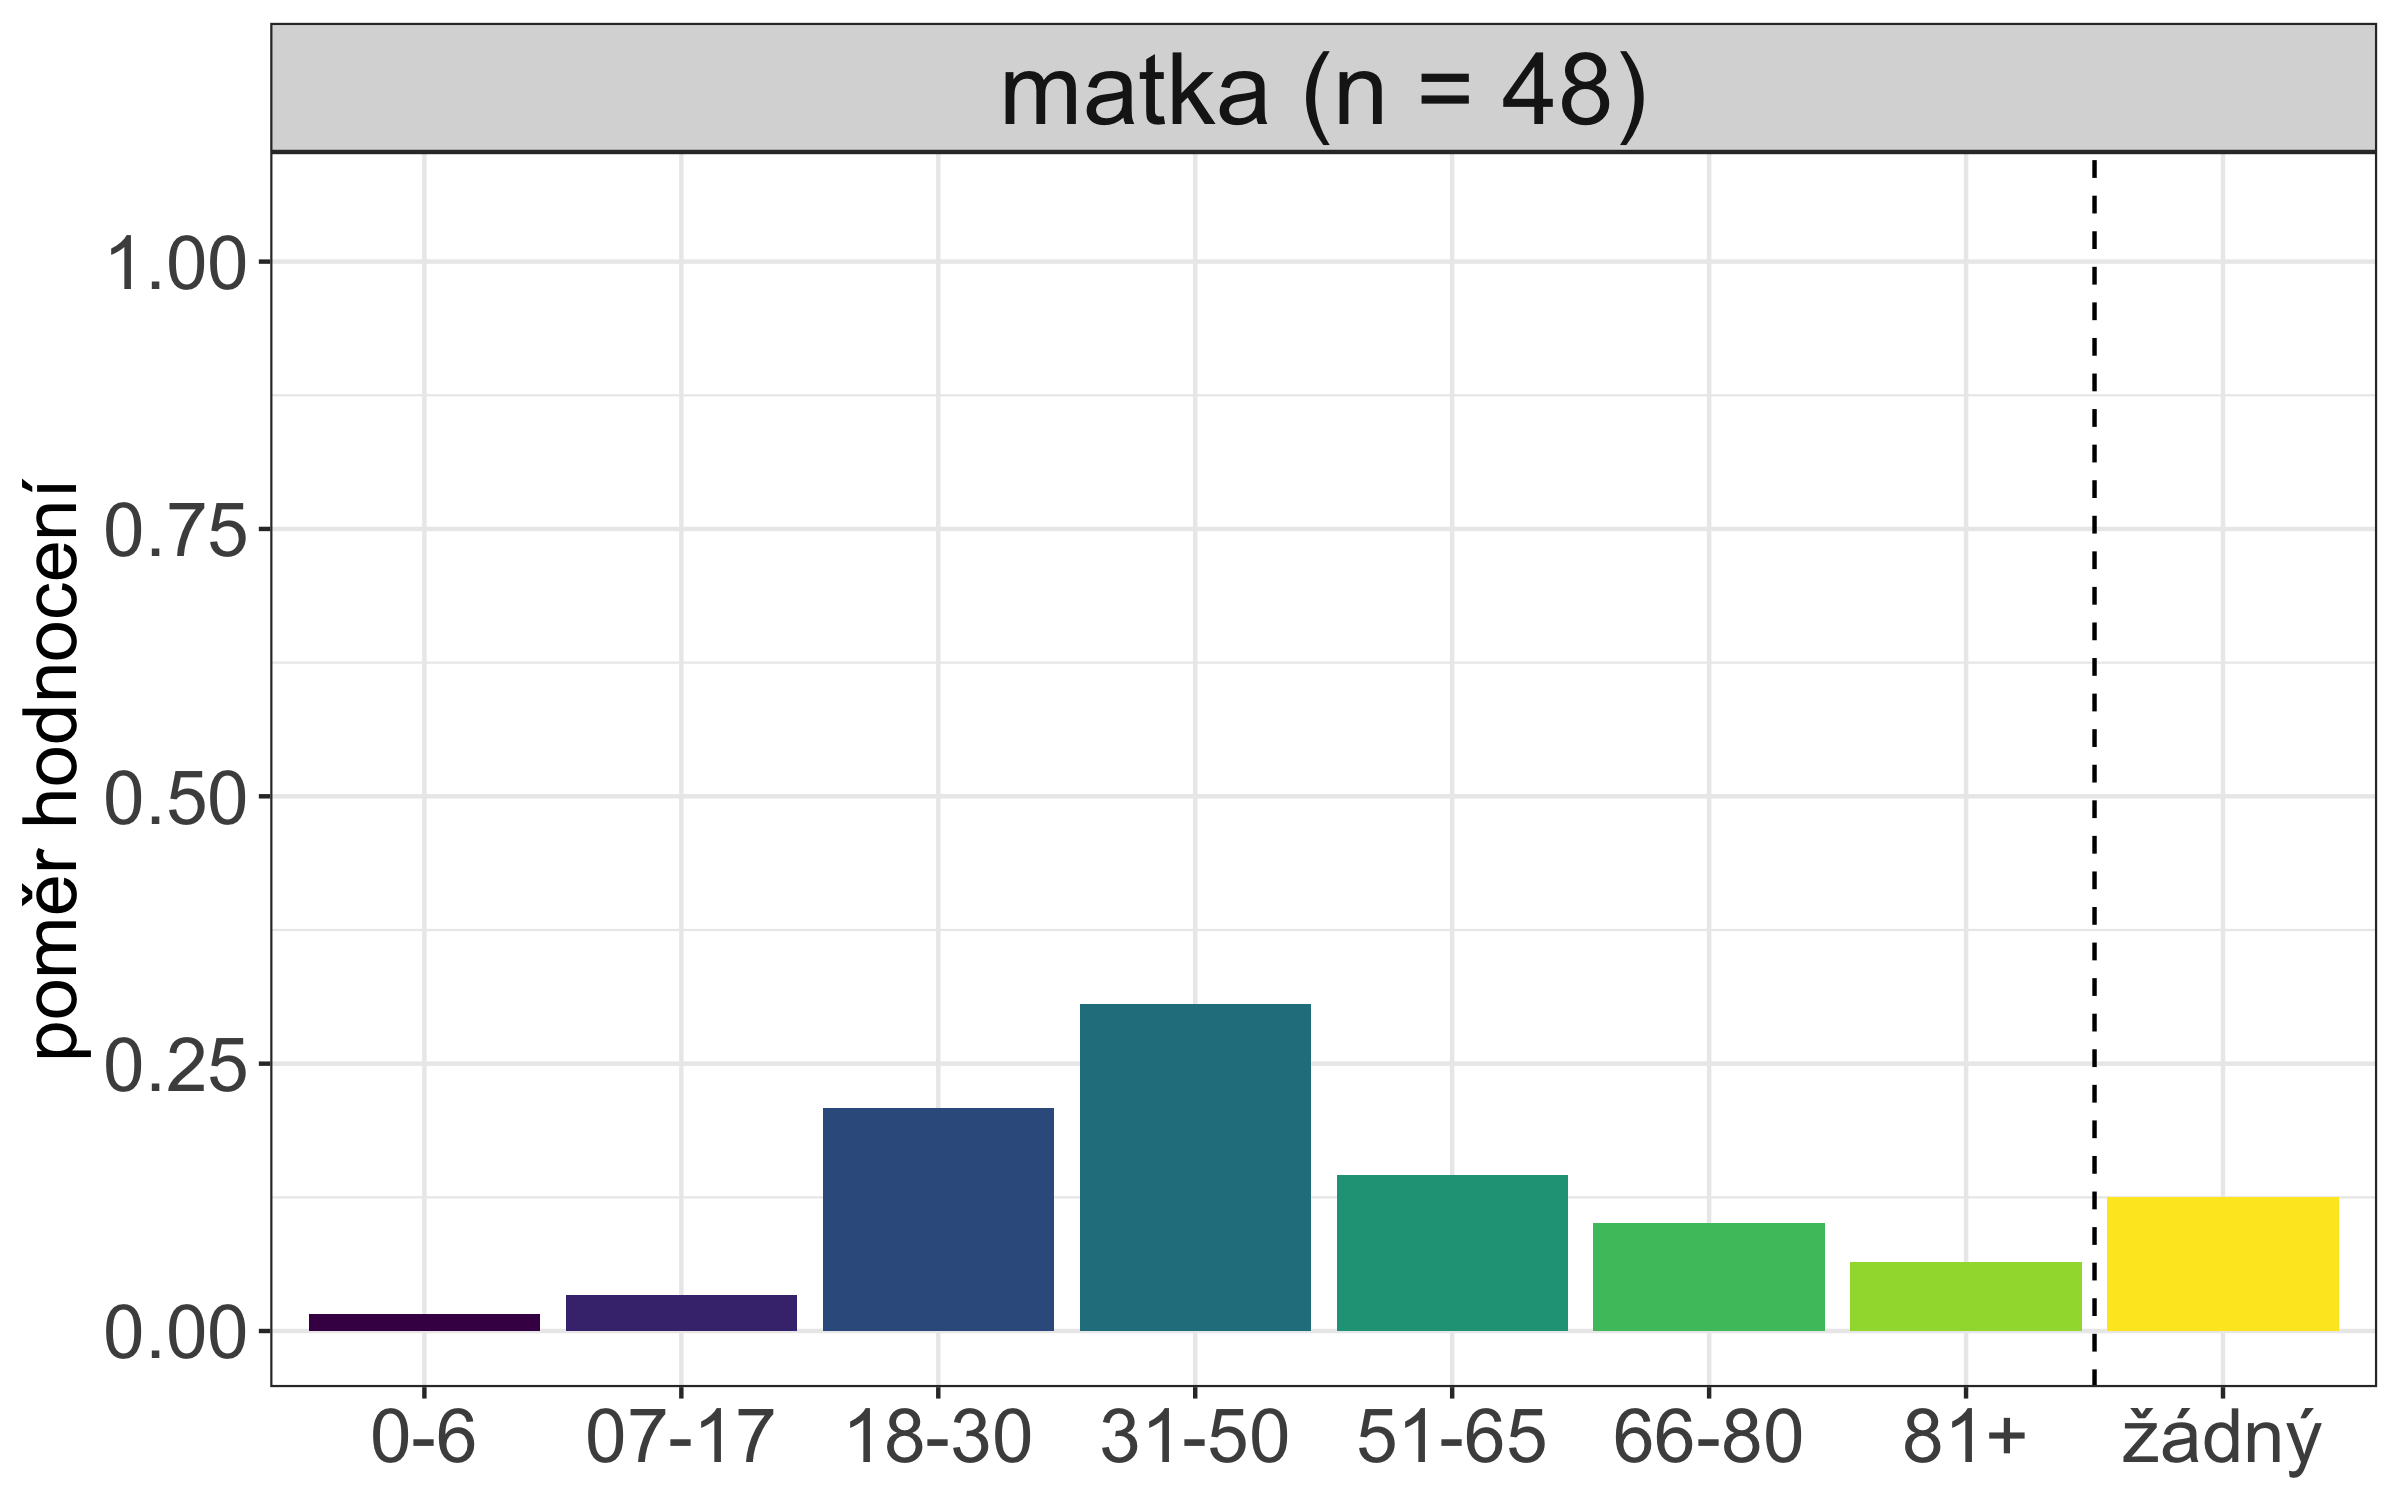 matka (n = 48)
poměr hodnocení
1.00
0.75
0.50
0.25
0.00
0-6 07-17 18-30 31-50 51-65 66-80 81+ žádný